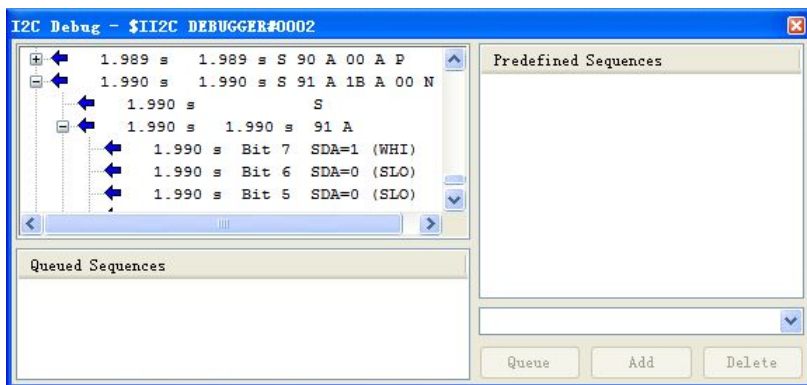 I2C Debug - $II2C DEBUGGER#0002
1.989 s 1.989 s S 90 A 00 A P
1.990 s 1.990 s S 91 A 1B A 00 N
1.990 s S
1.990 s 1.990 s 91 A
1.990 s Bit 7 SDA=1 (WHI)
1.990 s Bit 6 SDA=0 (SLO)
1.990 s Bit 5 SDA=0 (SLO)
Predefined Sequences
Queued Sequences
Queue Add Delete